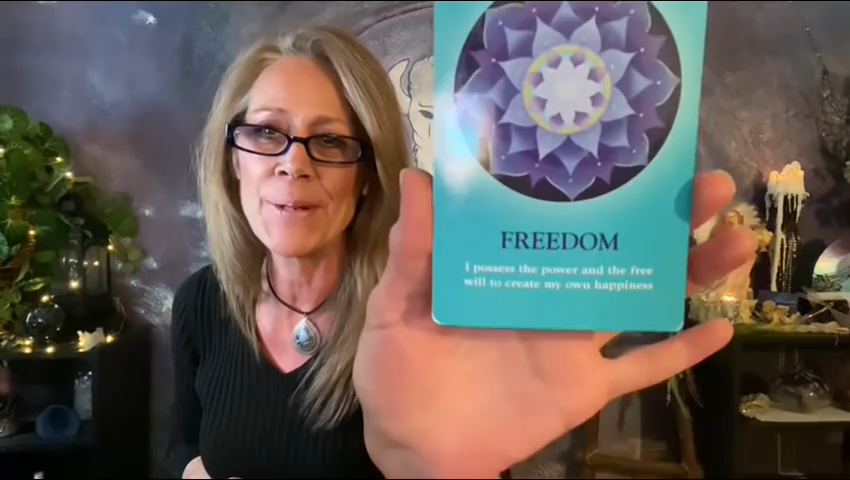 FREEDOM
I possess the power and the free
will to create my own happiness